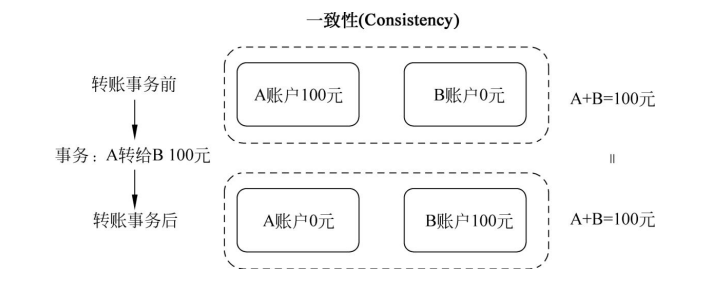 一致性(Consistency)
转账事务前
A账户100元
B账户0元
A+B=100元
事务：A转给B 100元
=
转账事务后
A账户0元
B账户100元
A+B=100元